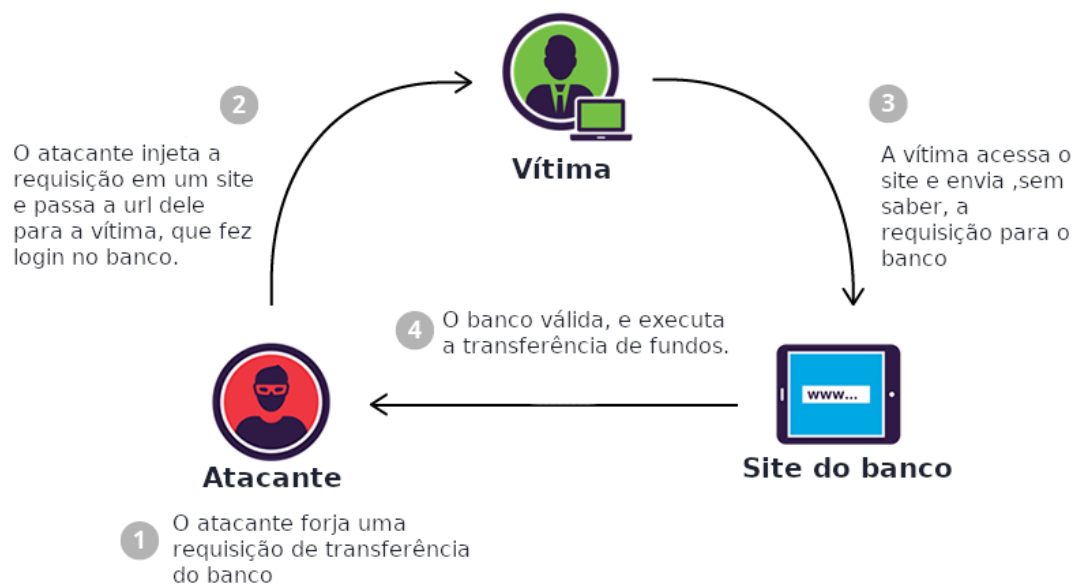 2
O atacante injeta a
requisição em um site
e passa a url dele
para a vítima, que fez
login no banco.
Vítima
3
A vítima acessa o
site e envia ,sem
saber, a
requisição para o
banco
4
O banco válida, e executa
a transferência de fundos.
www...
Atacante
Site do banco
1
O atacante forja uma
requisição de transferência
do banco